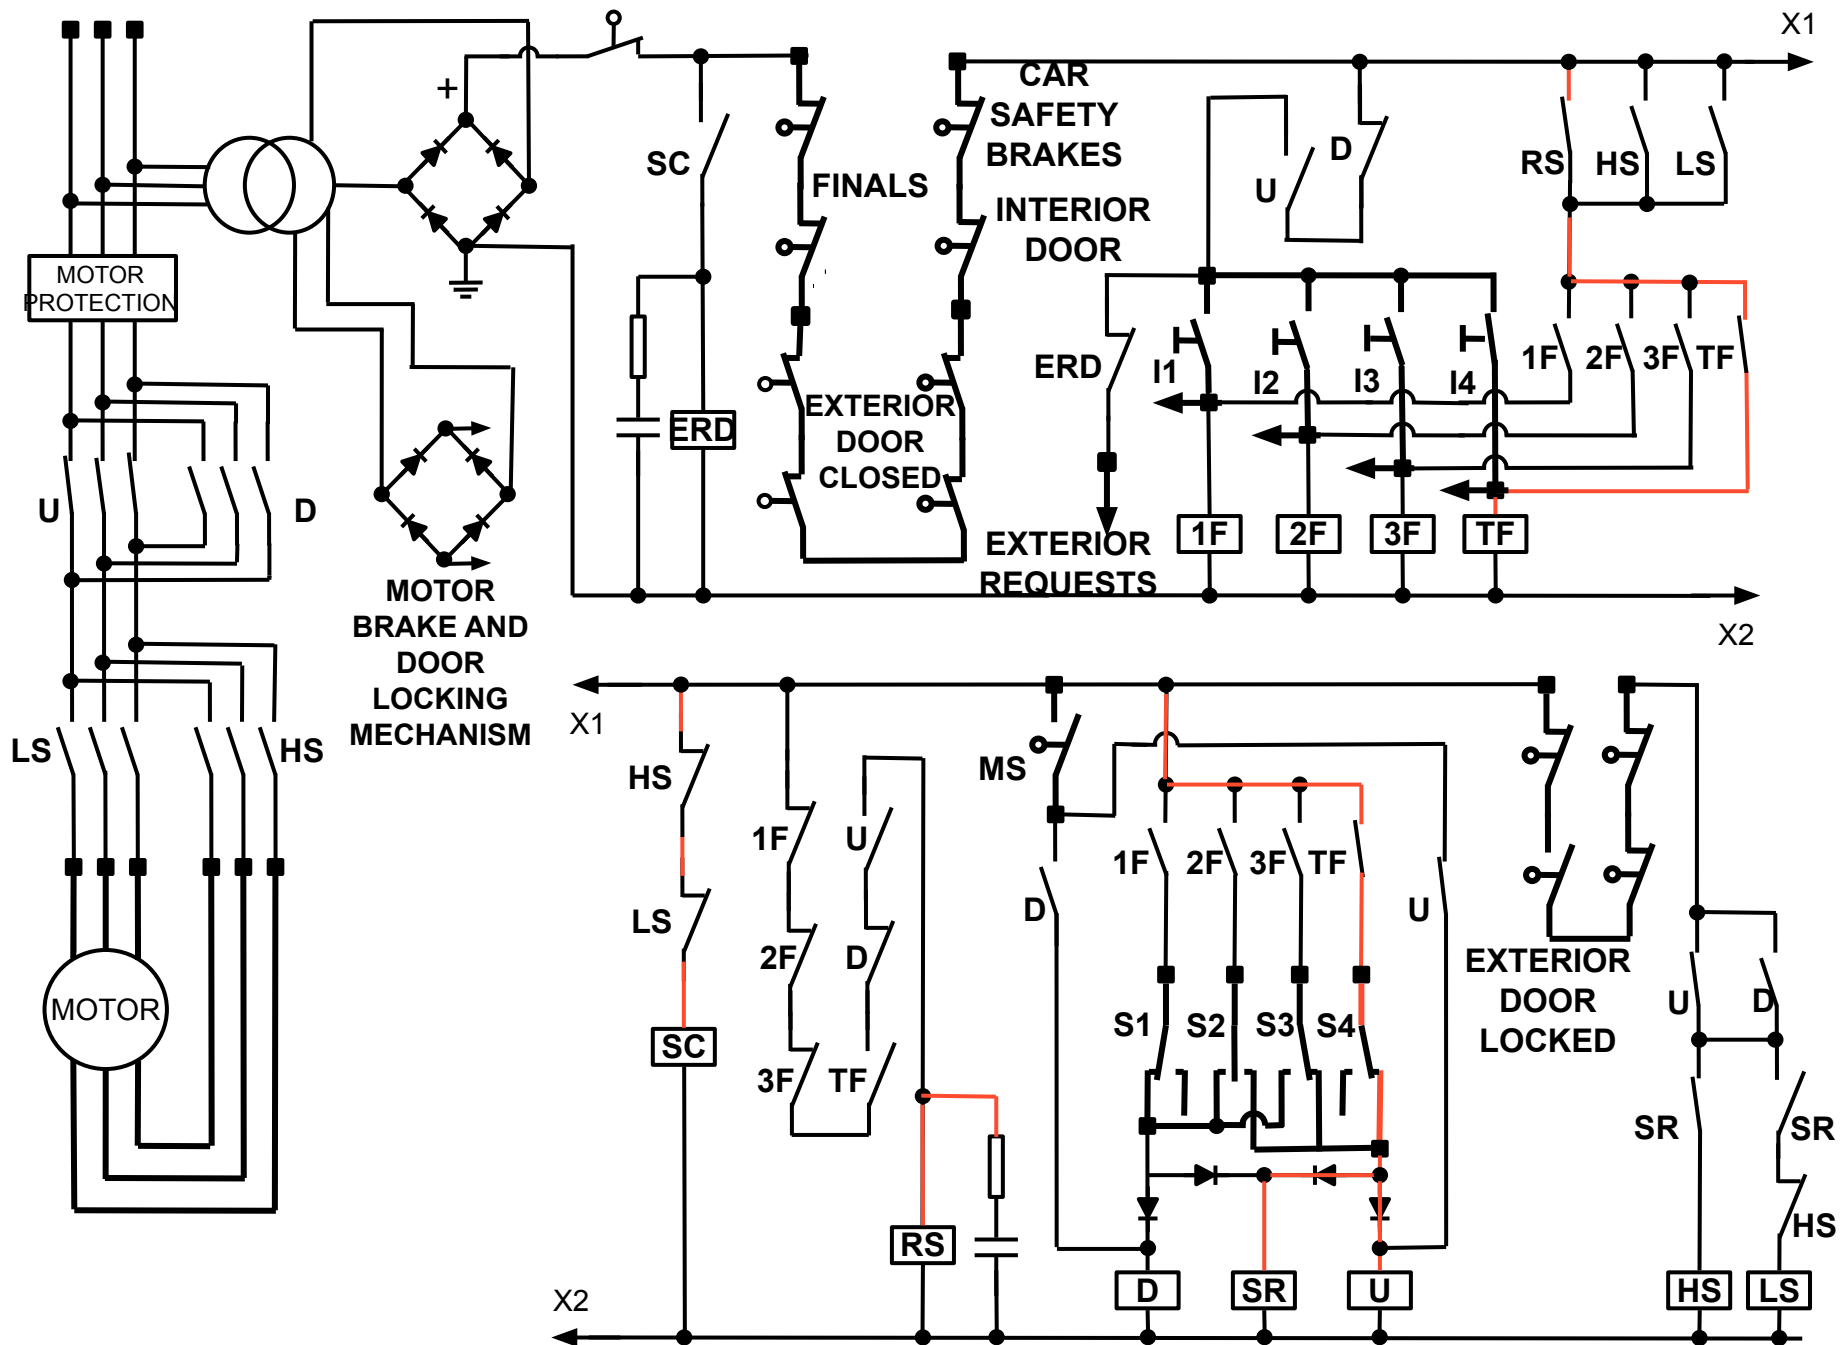 X1
+
CAR
SAFETY
BRAKES
SC
FINALS
D
U
RS
HS
LS
INTERIOR
DOOR
MOTOR
PROTECTION
ERD
I1
I2
I3
I4
1F
2F
3F
TF
ERD
EXTERIOR
DOOR
CLOSED
U
D
EXTERIOR
REQUESTS
1F
2F
3F
TF
MOTOR
BRAKE AND
DOOR
LOCKING
MECHANISM
X2
X1
LS
HS
HS
MS
1F
U
1F
2F
3F
TF
LS
D
U
2F
D
EXTERIOR
DOOR
LOCKED
MOTOR
U
D
S1
S2
S3
S4
SC
3F
TF
SR
SR
HS
RS
D
SR
U
HS
LS
X2